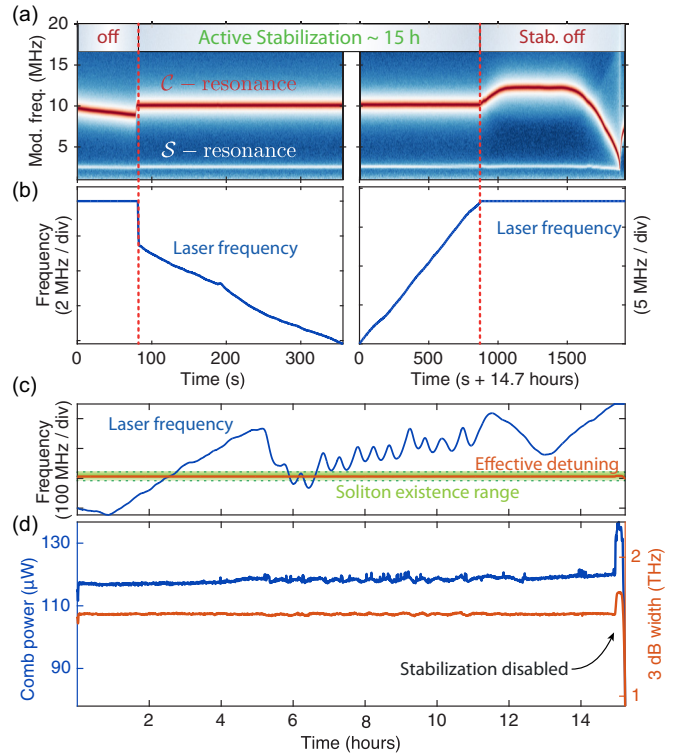 (a)
off
Active Stabilization ~ 15 h
Stab. off
20
15
10
5
Mod. freq. (MHz)
C – resonance
S – resonance
(b)
Frequency
(2 MHz / div)
Laser frequency
Laser frequency
(5 MHz / div)
0
100
200
300
0
500
1000
1500
Time (s)
Time (s + 14.7 hours)
(c)
Frequency
(100 MHz / div)
Laser frequency
Effective detuning
Soliton existence range
(d)
Comb power (µW)
130
110
90
2
1
3 dB width (THz)
Stabilization disabled
2
4
6
8
10
12
14
Time (hours)